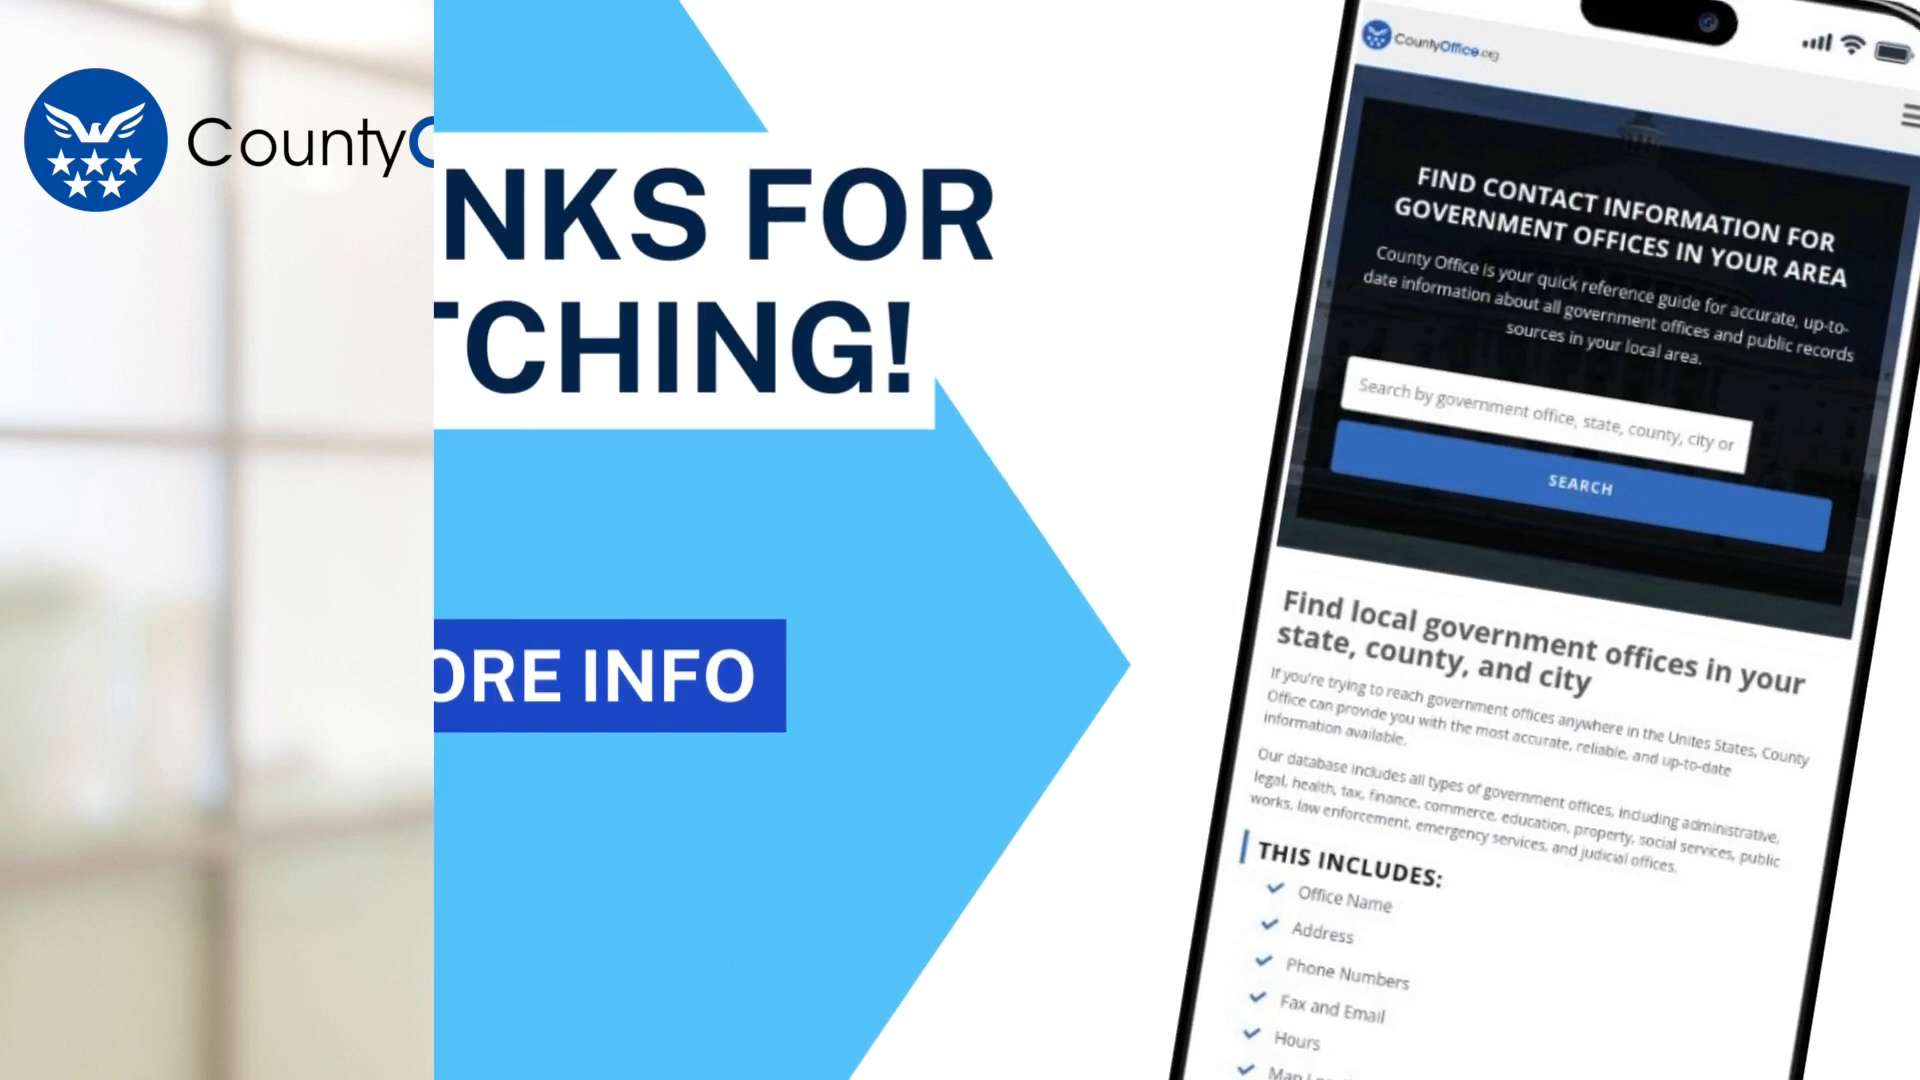 CountyO
NKS FOR
TCHING!
ORE INFO
CountyOffice.org
FIND CONTACT INFORMATION FOR
GOVERNMENT OFFICES IN YOUR AREA
County Office is your quick reference guide for accurate, up-to-
date information about all government offices and public records
sources in your local area.
Search by government office, state, county, city or
SEARCH
Find local government offices in your
state, county, and city
If you're trying to reach government offices anywhere in the Unites States, County
Office can provide you with the most accurate, reliable, and up-to-date
information available.
Our database includes all types of government offices, including administrative,
legal, health, tax, finance, commerce, education, property, social services, public
works, law enforcement, emergency services, and judicial offices.
THIS INCLUDES:
Office Name
Address
Phone Numbers
Fax and Email
Hours
Map